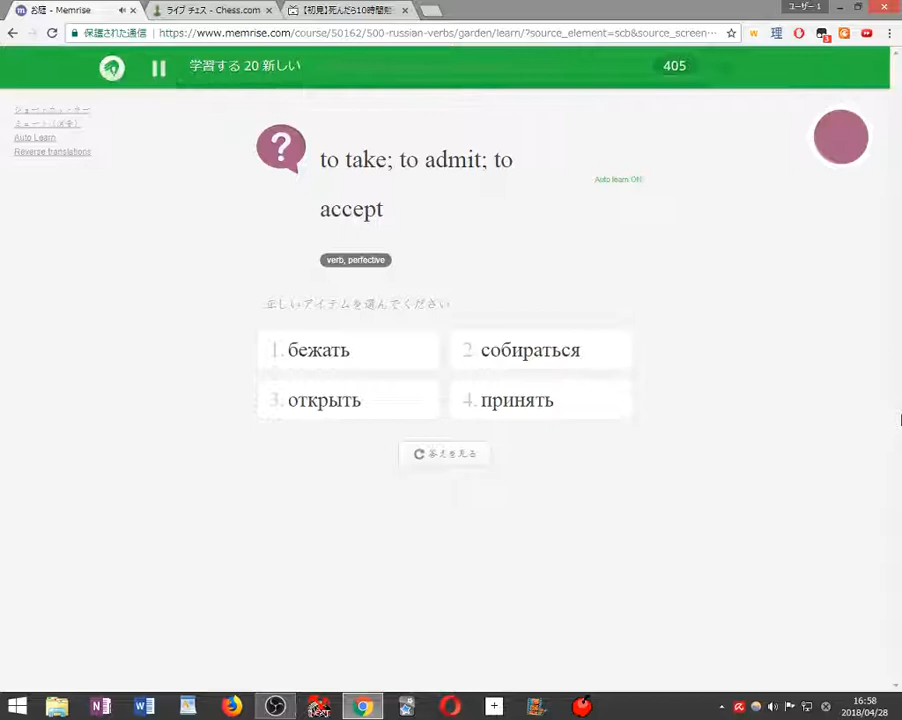 お庭 - Memrise
ライブ チェス - Chess.com
【初見】死んだら10時間
ユーザー 1
保護された通信
https://www.memrise.com/course/50162/500-russian-verbs/garden/learn/?source_element=scb&source_screen···
学習する 20 新しい
405
Auto Learn
Reverse translations
?
to take; to admit; to
accept
Auto learn ON!
verb, perfective
正しいアイテムを選んでください
1. бежать
2. собираться
3. открыть
4. принять
答えを見る
16:58
2018/04/28